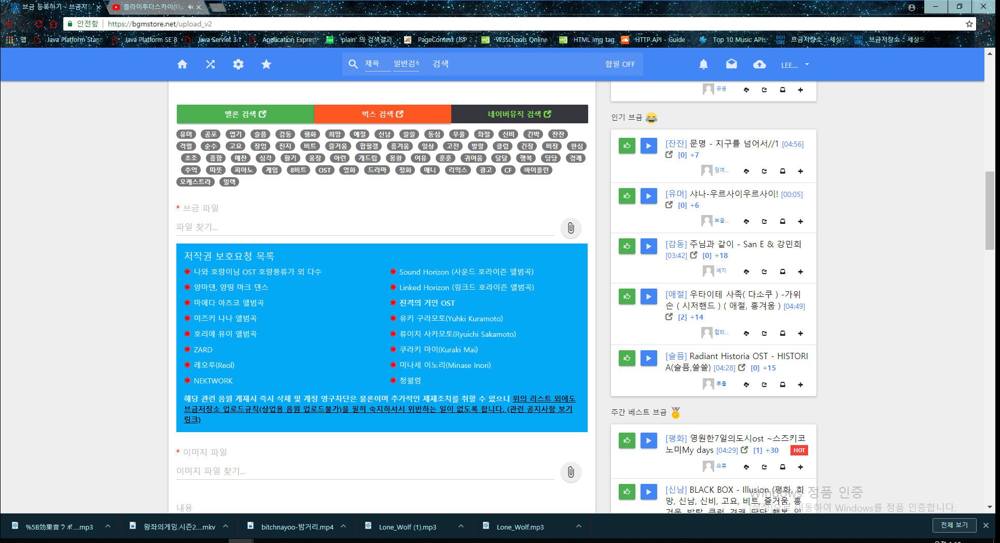 브금 등록하기 - 브금저
플라이투더스카이(Fl
안전함 https://bgmstore.net/upload_v2
앱 Java Platform Stand Java Platform SE 8 Java Servlet 3.1 Application Expres 'plain' 의 검색결과 PageContext (JSP 2 W3Schools Online HTML img tag HTTP API - Guide Top 10 Music APIs 브금저장소 - 세상 브금저장소 - 세상
제목 일반검색 검색 합필 OFF LEE...
멜론 검색 벅스 검색 네이버뮤직 검색
유머 공포 엽기 슬픔 감동 평화 희망 애절 신남 쓸쓸 동심 우울 좌절 신비 긴박 잔잔
격렬 순수 고요 장엄 진지 비트 즐거움 합필갤 흥겨움 일상 고전 발랄 클럽 긴장 비장 한심
초조 흉함 애잔 심각 활기 웅장 아련 개드립 몽환 여유 훈훈 귀여움 달달 행복 당당 경쾌
추억 따뜻 피아노 게임 8비트 OST 영화 드라마 정화 애니 리믹스 광고 CF 바이올린
오케스트라 일렉
* 브금 파일
파일 찾기...
저작권 보호요청 목록
나와 호랑이님 OST 호랑풍류가 외 다수
양마댄, 양띵 마크 댄스
마에다 아츠코 앨범곡
미즈키 나나 앨범곡
호리에 유이 앨범곡
ZARD
레오루(Reol)
NEKTWORK
Sound Horizon (사운드 호라이즌 앨범곡)
Linked Horizon (링크드 호라이즌 앨범곡)
진격의 거인 OST
유키 구라모토(Yuhki Kuramoto)
류이치 사카모토(Ryuichi Sakamoto)
쿠라키 마이(Kuraki Mai)
미나세 이노리(Minase Inori)
청월령
해당 관련 음원 게재시 즉시 삭제 및 계정 영구차단은 물론이며 추가적인 제재조치를 취할 수 있으니 위의 리스트 외에도
브금저장소 업로드규칙(상업용 음원 업로드불가)을 필히 숙지하셔서 위반하는 일이 없도록 합니다. (관련 공지사항 보기
링크)
* 이미지 파일
이미지 파일 찾기...
내용
뀨꿍
인기 브금
[잔잔] 문명 - 지구를 넘어서//1 [04:56]
[0] +7
잉여...
[유머] 샤나-우르사이우르사이! [00:05]
[0] +6
보글...
[감동] 주님과 같이 - San E & 강민희
[03:42] [0] +18
녜지
[애절] 우타이테 사족( 다소쿠 ) -가위
손 ( 시저핸드 ) ( 애절, 흥겨움 ) [04:49]
[2] +14
랩터...
[슬픔] Radiant Historia OST - HISTORI
A(슬픔,쓸쓸) [04:28] [0] +15
류플
주간 베스트 브금
[평화] 영원한7일의도시ost ~스즈키코
노미My days [04:29] [1] +30 HOT
으휴
[신남] BLACK BOX - Illusion (평화, 희
망, 신남, 신비, 고요, 비트, 즐거움, 흥
겨움, 발랄, 클럽, 경쾌, 당당, 행복, 일
Windows 정품 인증
[설정]으로 이동하여 Windows를 정품 인증합니다.
%5B効果音ラボ....mp3 왕좌의게임.시즌2....mkv bitchnayoo-밤거리.mp4 Lone_Wolf (1).mp3 Lone_Wolf.mp3 전체 보기